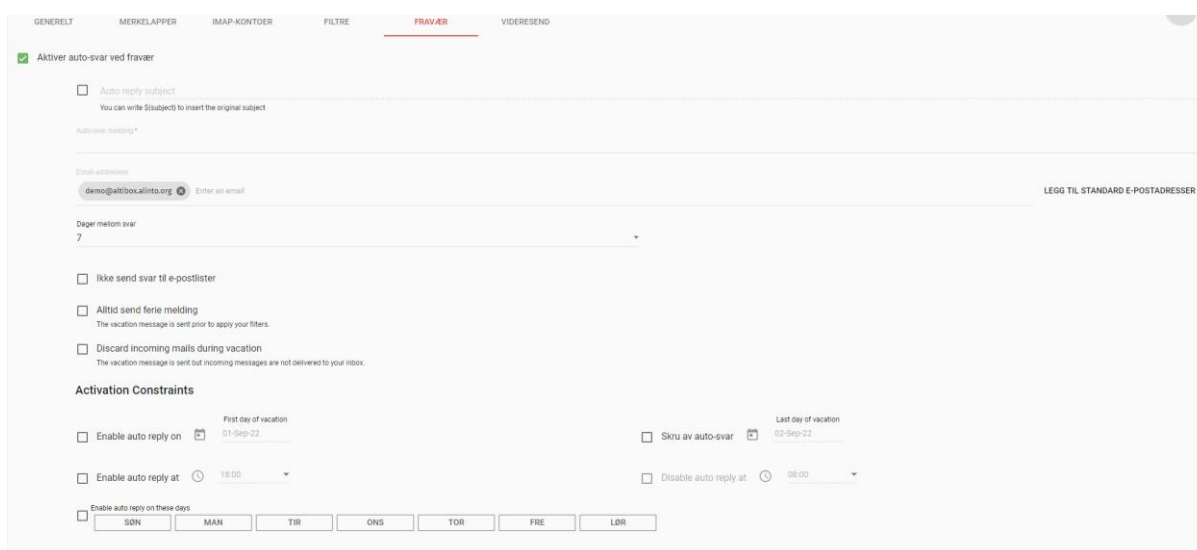 GENERELT MERKELAPPER IMAP-KONTOER FILTRE FRAVÆR VIDERESEND
Aktiver auto-svar ved fravær
Auto reply subject
You can write ${subject} to insert the original subject
Auto-svar melding *
Email addresses
demo@altibox.alinto.org Enter an email LEGG TIL STANDARD E-POSTADRESSER
Dager mellom svar
7
Ikke send svar til e-postlister
Alltid send ferie melding
The vacation message is sent prior to apply your filters.
Discard incoming mails during vacation
The vacation message is sent but incoming messages are not delivered to your inbox.
Activation Constraints
First day of vacation Last day of vacation
Enable auto reply on 01-Sep-22 Skru av auto-svar 02-Sep-22
Enable auto reply at 18:00 Disable auto reply at 08:00
Enable auto reply on these days
SØN MAN TIR ONS TOR FRE LØR